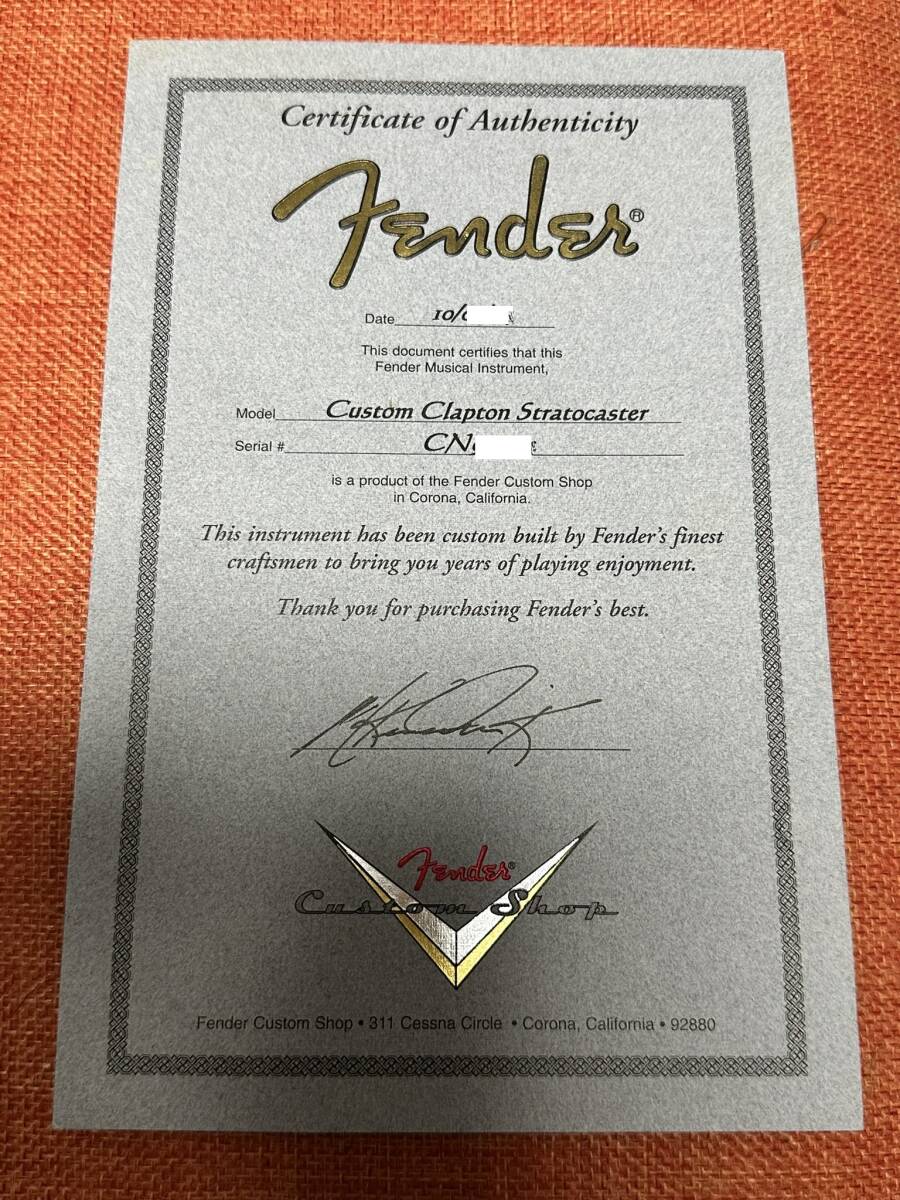 Certificate of Authenticity
Fender®
Date 10/
This document certifies that this
Fender Musical Instrument,
Model Custom Clapton Stratocaster
Serial # CN
is a product of the Fender Custom Shop
in Corona, California.
This instrument has been custom built by Fender's finest
craftsmen to bring you years of playing enjoyment.
Thank you for purchasing Fender's best.
Fender®
Custom Shop
Fender Custom Shop • 311 Cessna Circle • Corona, California • 92880